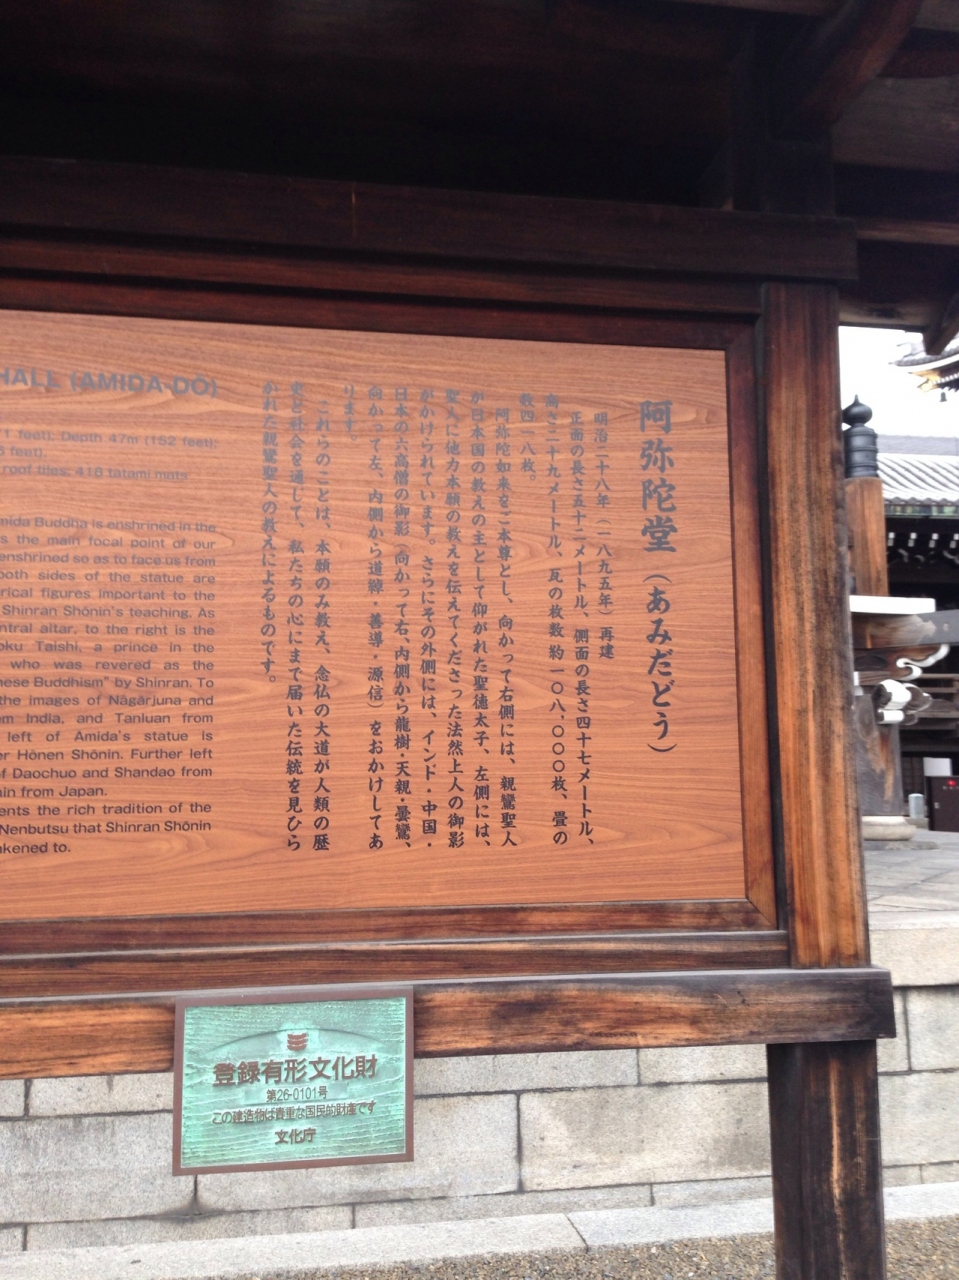 阿弥陀堂（あみだどう）
明治二十八年（一八九五年）再建
正面の長さ五十二メートル、側面の長さ四十七メートル、
高さ二十九メートル、瓦の枚数約一〇八、〇〇〇枚、畳の
数四一八枚。
阿弥陀如来をご本尊とし、向かって右側には、親鸞聖人
が日本国の教えの主として仰がれた聖徳太子、左側には、
聖人に他力本願の教えを伝えてくださった法然上人の御影
がかけられています。さらにその外側には、インド・中国・
日本の六高僧の御影（向かって右、内側から龍樹・天親・曇鸞、
向かって左、内側から道綽・善導・源信）をおかけしてあ
ります。
これらのことは、本願のみ教え、念仏の大道が人類の歴
史と社会を通して、私たちの心にまで届いた伝統を見ひら
かれた親鸞聖人の教えによるものです。
HALL (AMIDA-DŌ)
feet); Depth 47m (152 feet);
feet),
roof tiles; 418 tatami mats
Buddha is enshrined in the
the main focal point of our
enshrined so as to face us from
both sides of the statue are
figures important to the
Shinran Shōnin's teaching. As
altar, to the right is the
Taishi, a prince in the
who was revered as the
Buddhism" by Shinran. To
the images of Nāgārjuna and
India, and Tanluan from
left of Amida's statue is
Hōnen Shōnin. Further left
of Daochuo and Shandao from
from Japan.
the rich tradition of the
Nenbutsu that Shinran Shōnin
to.
登録有形文化財
第26-0101号
この建造物は貴重な国民的財産です
文化庁